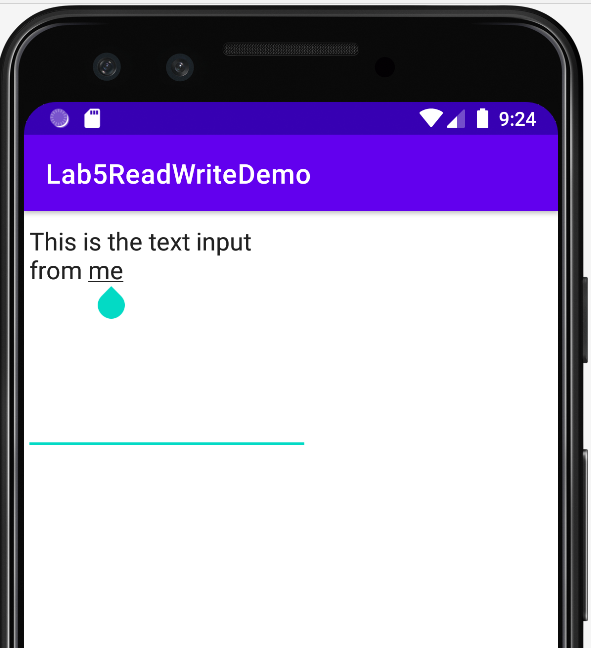 9:24
Lab5ReadWriteDemo
This is the text input
from me